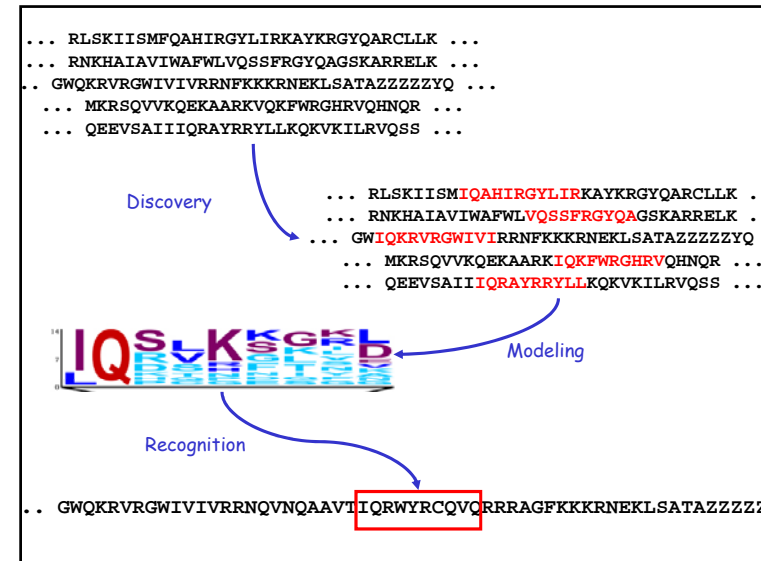 ... RLSKIISMFQAHIRGYLIRKAYKRGYQARCLLK ...
... RNKHAIAVIWAFWLVQSSFRGYQAGSKARRELK ...
.. GWQKRVRGWIVIVRRNFKKKRNEKLSATAZZZZZYQ ...
... MKRSQVVKQEKAARKVQKFWRGHRVQHNQR ...
... QEEVSAIIIQRAYRRYLLKQKVKILRVQSS ...
Discovery
... RLSKIISMIQAHIRGYLIRKAYKRGYQARCLLK .
... RNKHAIAVIWAFWLVQSSFRGYQAGSKARRELK .
... GWIQKRVRGWIVIRRNFKKKRNEKLSATAZZZZZYQ
... MKRSQVVKQEKAARKIQKFWRGHRVQHNQR ...
... QEEVSAIIIQRAYRRYLLKQKVKILRVQSS ...
Modeling
Recognition
.. GWQKRVRGWIVIVRRNQVNQAAVTIQRWYRCQVQRRRAGFKKKRNEKLSATAZZZZZ